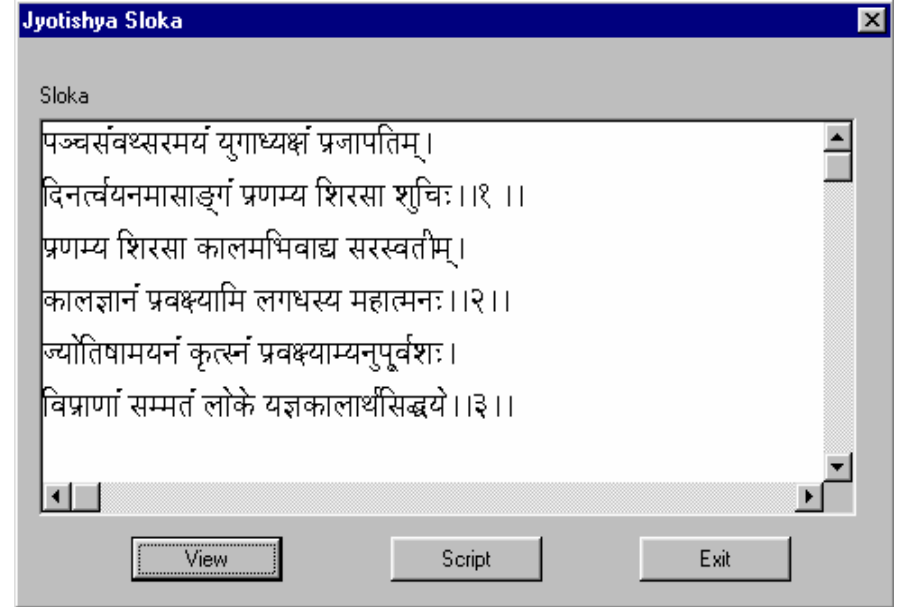 Jyotishya Sloka
Sloka
पञ्चसंवथ्सरमयं युगाध्यक्षं प्रजापतिम्।
दिनर्त्वयनमासाङ्गं प्रणम्य शिरसा शुचिः।।१ ।।
प्रणम्य शिरसा कालमभिवाद्य सरस्वतीम्।
कालज्ञानं प्रवक्ष्यामि लगधस्य महात्मनः।।२।।
ज्योतिषामयनं कृत्स्नं प्रवक्ष्याम्यनुपूर्वशः।
विप्राणां सम्मतं लोके यज्ञकालार्थसिद्धये।।३।।
View Script Exit